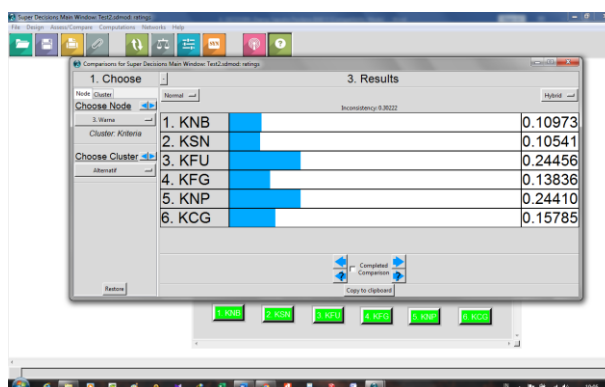 Super Decisions Main Window: Test2.sdmod: ratings
File Design Assess/Compare Computations Networks Help
Comparisons for Super Decisions Main Window: Test2.sdmod: ratings
1. Choose
3. Results
Node Cluster
Choose Node
3. Warna
Cluster: Kriteria
Choose Cluster
Alternatif
Restore
Normal
Hybrid
Inconsistency: 0.30222
1. KNB 0.10973
2. KSN 0.10541
3. KFU 0.24456
4. KFG 0.13836
5. KNP 0.24410
6. KCG 0.15785
Completed
Comparison
Copy to clipboard
1. KNB 2. KSN 3. KFU 4. KFG 5. KNP 6. KCG